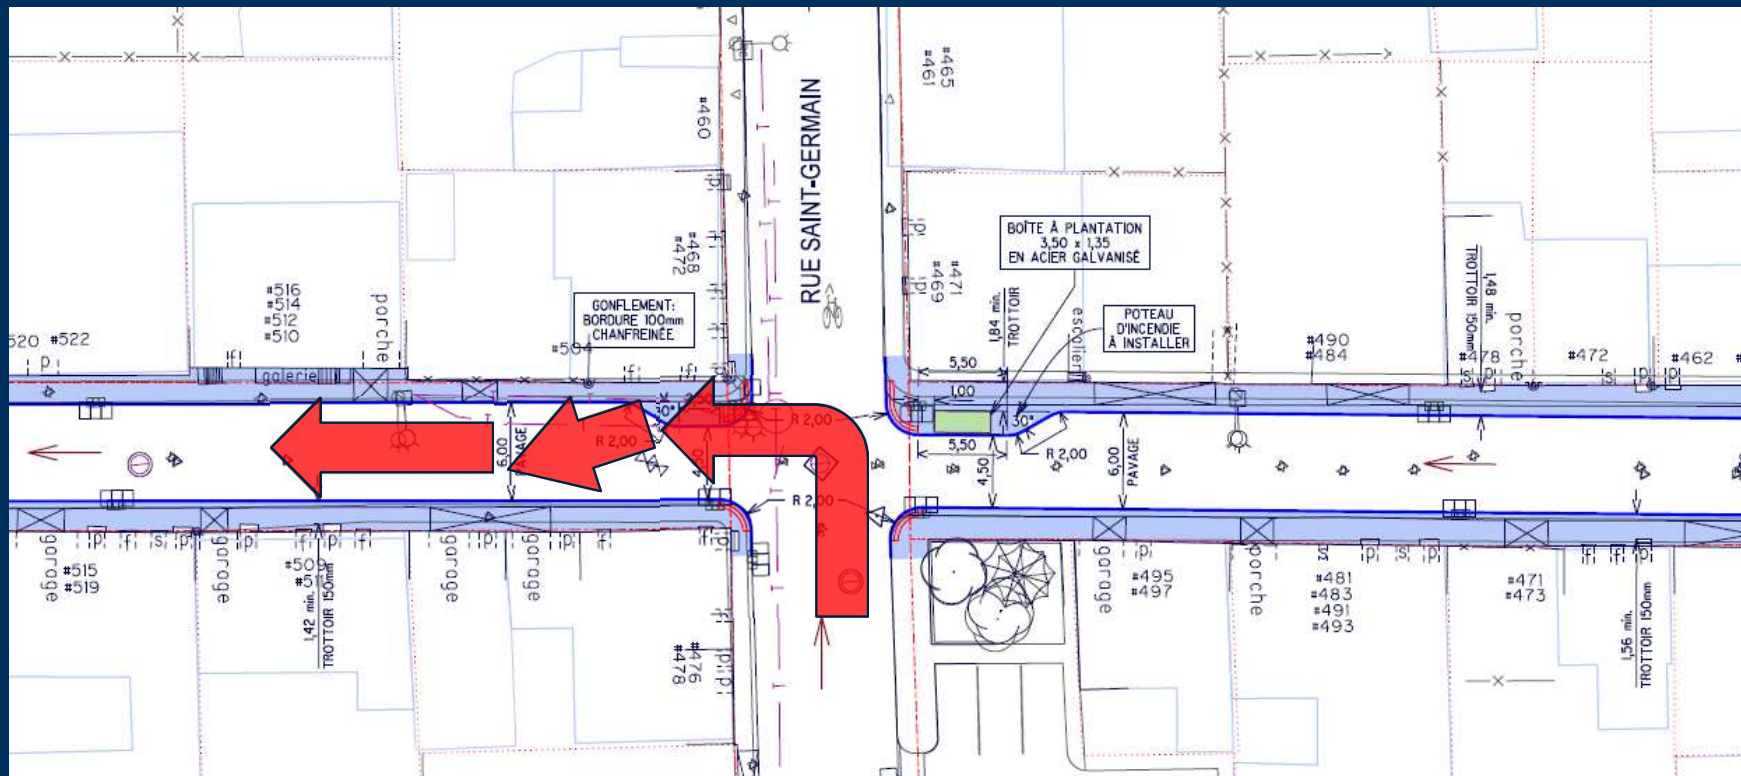 #465
#461
#460
RUE SAINT-GERMAIN
#468
#472
BOÎTE À PLANTATION
3,50 x 1,35
EN ACIER GALVANISÉ
#471
#469
1,84 min.
TROTTOIR
1,48 min.
TROTTOIR 150mm
#516
#514
#512
#510
porche
GONFLEMENT:
BORDURE 100mm
CHANFREINÉE
POTEAU
D'INCENDIE
À INSTALLER
escalier
#490
#484
porche
520 #522
#504
#478
#472
#462
p
f
galerie
f
f
5,50
1,00
s
p
s
p
p
30°
R 2,00
30°
R 2,00
6,00
PAVAGE
R 2,00
4,50
5,50
4,50
R 2,00
6,00
PAVAGE
R 2,00
garage
p
f
s
p
garage
f
p
f
garage
p
garage
p
f
f
p
#515
#519
#509
#511
1,42 min.
TROTTOIR 150mm
garage
p
#495
#497
porche
s
p
s
p
#481
#483
#491
#493
#471
#473
f
f
p
1,56 min.
TROTTOIR 150mm
#476
#478